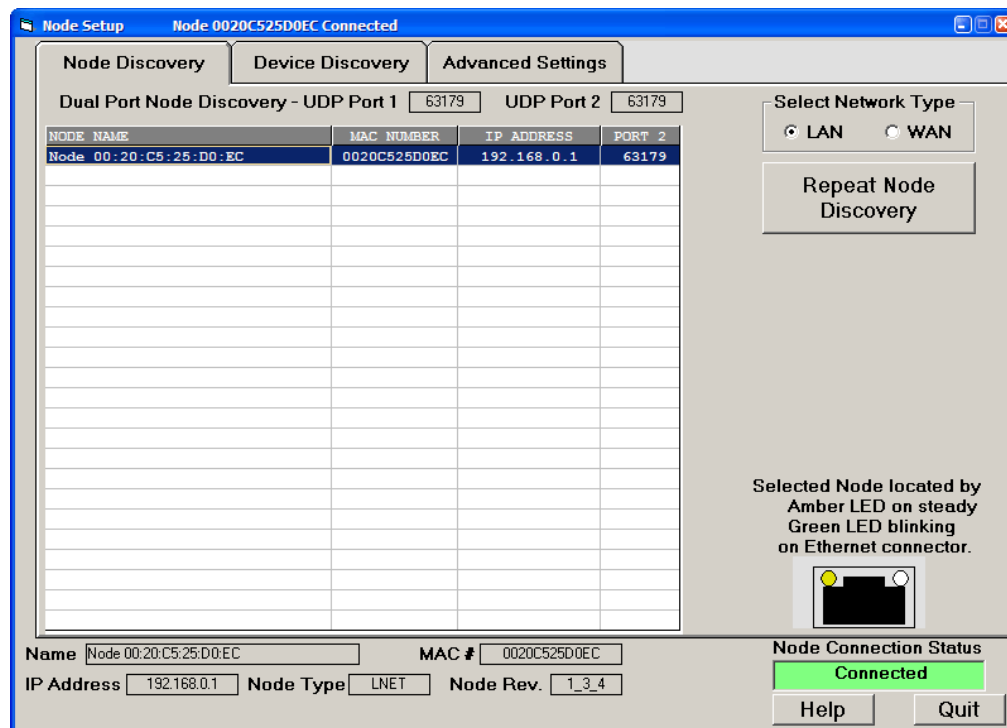 Node Setup Node 0020C525D0EC Connected
Node Discovery Device Discovery Advanced Settings
Dual Port Node Discovery - UDP Port 1 63179 UDP Port 2 63179
Select Network Type
LAN WAN
NODE NAME MAC NUMBER IP ADDRESS PORT 2
Node 00:20:C5:25:D0:EC 0020C525D0EC 192.168.0.1 63179
Repeat Node
Discovery
Selected Node located by
Amber LED on steady
Green LED blinking
on Ethernet connector.
Name Node 00:20:C5:25:D0:EC MAC # 0020C525D0EC
IP Address 192.168.0.1 Node Type LNET Node Rev. 1_3_4
Node Connection Status
Connected
Help Quit